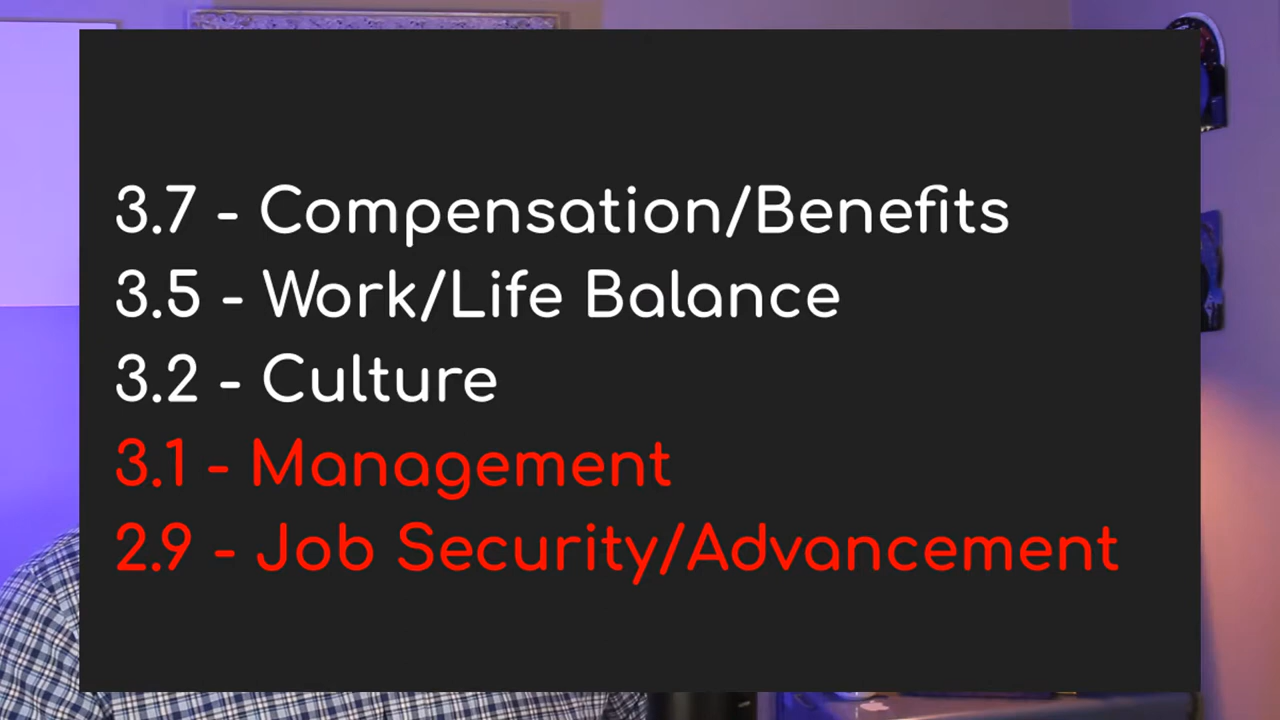 3.7 - Compensation/Benefits
3.5 - Work/Life Balance
3.2 - Culture
3.1 - Management
2.9 - Job Security/Advancement